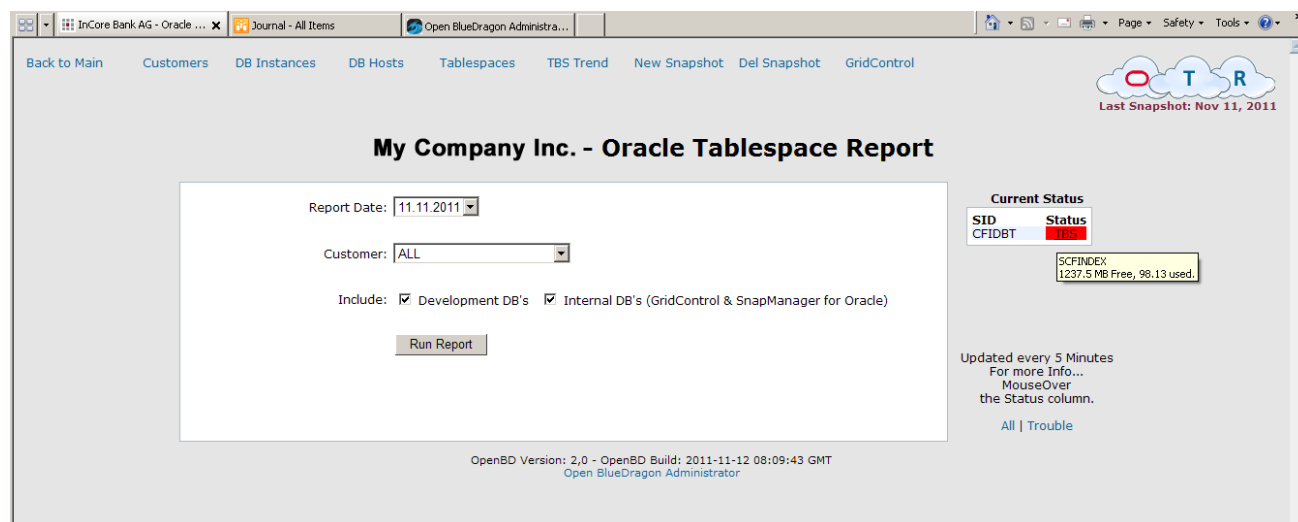 InCore Bank AG - Oracle ... Journal - All Items Open BlueDragon Administra... Page Safety Tools
Back to Main Customers DB Instances DB Hosts Tablespaces TBS Trend New Snapshot Del Snapshot GridControl
O T R
Last Snapshot: Nov 11, 2011
My Company Inc. - Oracle Tablespace Report
Report Date: 11.11.2011
Customer: ALL
Include: Development DB's Internal DB's (GridControl & SnapManager for Oracle)
Run Report
Current Status
SID Status
CFIDBT TBS
SCFINDEX
1237.5 MB Free, 98.13 used.
Updated every 5 Minutes
For more Info...
MouseOver
the Status column.
All | Trouble
OpenBD Version: 2,0 - OpenBD Build: 2011-11-12 08:09:43 GMT
Open BlueDragon Administrator